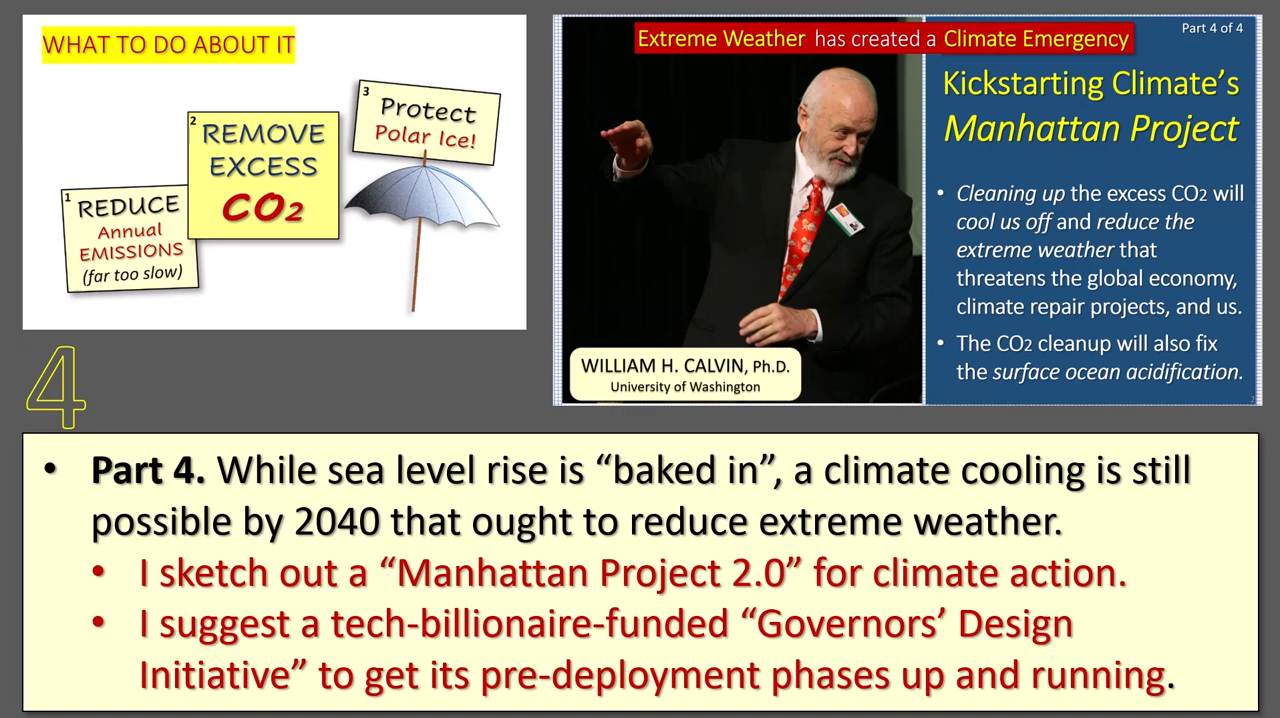 WHAT TO DO ABOUT IT
1
REDUCE
Annual
EMISSIONS
(far too slow)
2
REMOVE
EXCESS
CO2
3
Protect
Polar Ice!
Extreme Weather has created a Climate Emergency
Part 4 of 4
Kickstarting Climate's
Manhattan Project
• Cleaning up the excess CO2 will
cool us off and reduce the
extreme weather that
threatens the global economy,
climate repair projects, and us.
• The CO2 cleanup will also fix
the surface ocean acidification.
WILLIAM H. CALVIN, Ph.D.
University of Washington
4
• Part 4. While sea level rise is “baked in”, a climate cooling is still
possible by 2040 that ought to reduce extreme weather.
• I sketch out a “Manhattan Project 2.0” for climate action.
• I suggest a tech-billionaire-funded “Governors’ Design
Initiative” to get its pre-deployment phases up and running.